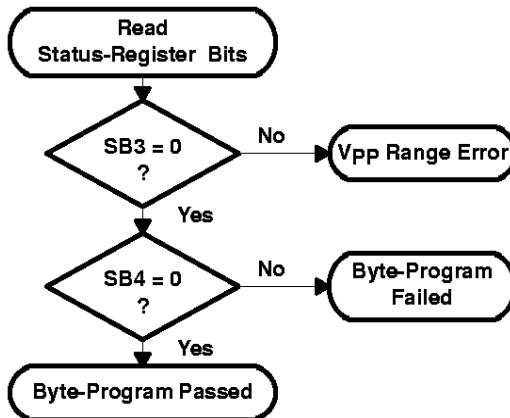 Read
Status-Register Bits
SB3 = 0
?
No
VPP Range Error
Yes
SB4 = 0
?
No
Byte-Program
Failed
Yes
Byte-Program Passed